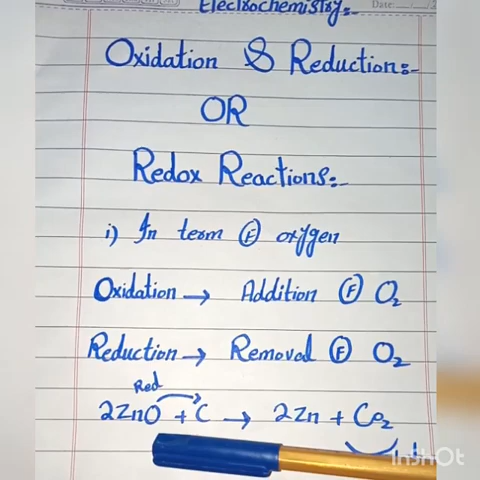 Electrochemistry:-
Date:
Oxidation & Reduction:-
OR
Redox Reactions:-
i) In term of oxygen
Oxidation → Addition of O₂
Reduction → Removal of O₂
Red
2ZnO + C → 2Zn + CO₂
InShOt